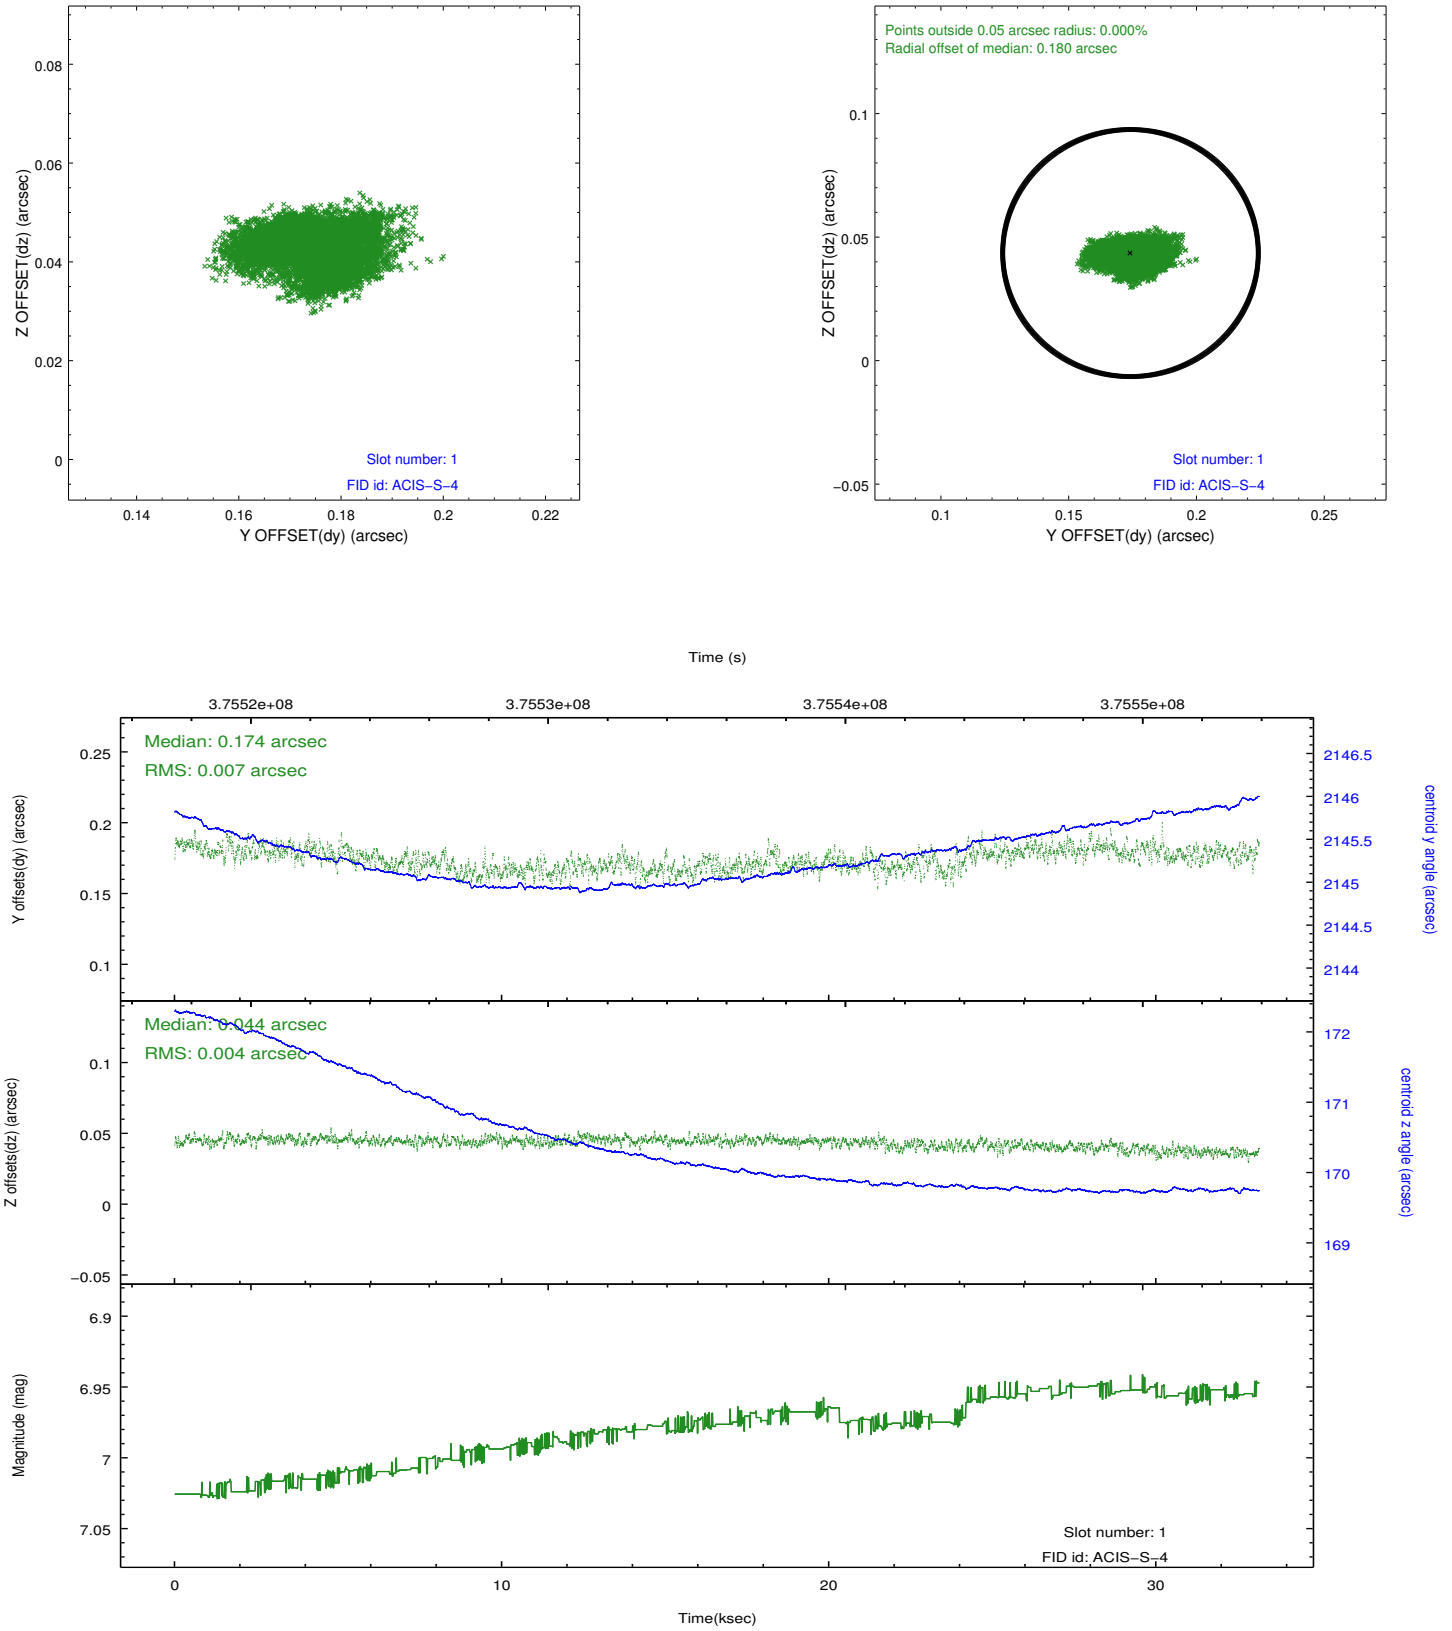 0.08
0.06
0.04
0.02
0
Z OFFSET(dz) (arcsec)
Slot number: 1
FID id: ACIS−S−4
0.14 0.16 0.18 0.2 0.22
Y OFFSET(dy) (arcsec)
Points outside 0.05 arcsec radius: 0.000%
Radial offset of median: 0.180 arcsec
0.1
0.05
0
−0.05
Z OFFSET(dz) (arcsec)
Slot number: 1
FID id: ACIS−S−4
0.1 0.15 0.2 0.25
Y OFFSET(dy) (arcsec)
Time (s)
3.7552e+08 3.7553e+08 3.7554e+08 3.7555e+08
Median: 0.174 arcsec
RMS: 0.007 arcsec
0.25
0.2
0.15
0.1
Y offsets(dy) (arcsec)
2146.5
2146
2145.5
2145
2144.5
2144
centroid y angle (arcsec)
Median: 0.044 arcsec
RMS: 0.004 arcsec
0.1
0.05
0
−0.05
Z offsets(dz) (arcsec)
172
171
170
169
centroid z angle (arcsec)
6.9
6.95
7
7.05
Magnitude (mag)
Slot number: 1
FID id: ACIS−S−4
0 10 20 30
Time(ksec)